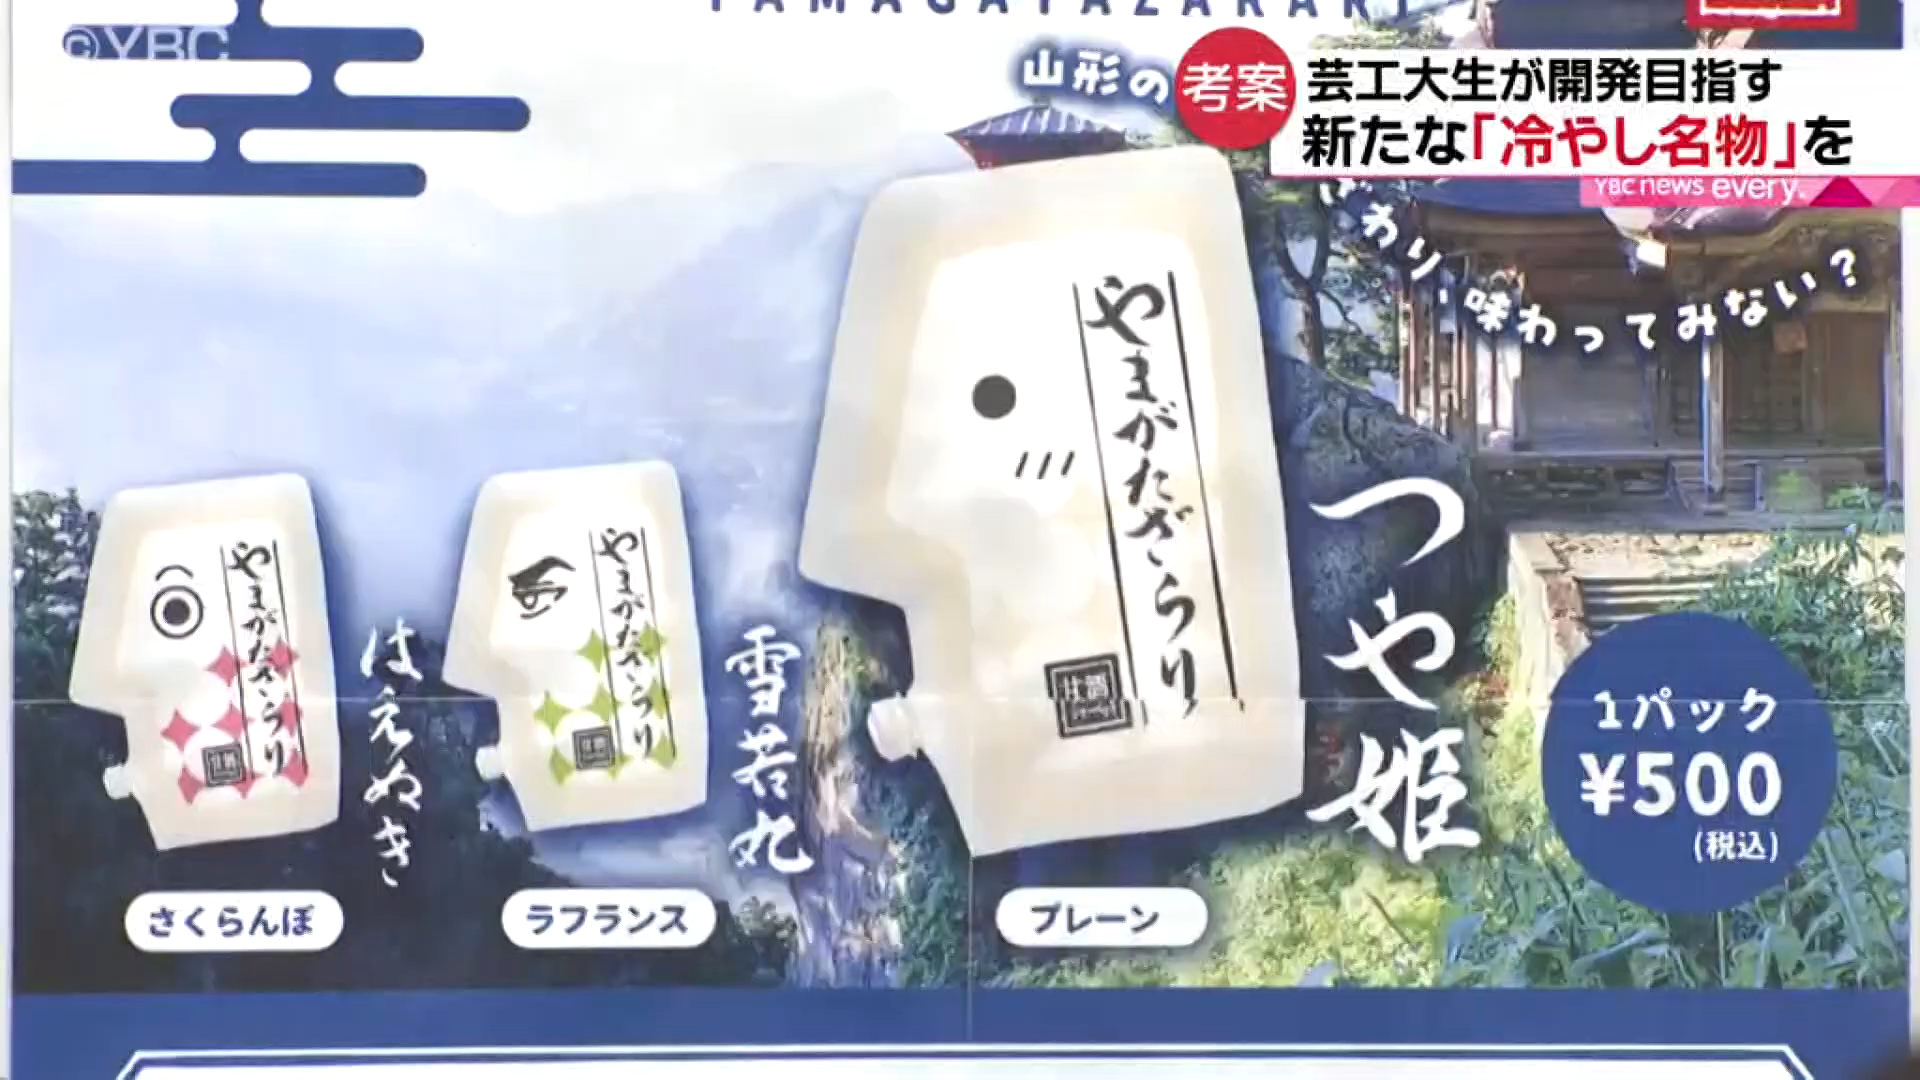 YAMAGATAZARARI
©YBC
考案
芸工大生が開発目指す
新たな「冷やし名物」を
YBC news every.
山形の
わり、味わってみない?
やまがたざらり
つや姫
やまがたざらり
雪若丸
やまがたざらり
はえぬき
1パック
¥500
(税込)
さくらんぼ
ラフランス
プレーン